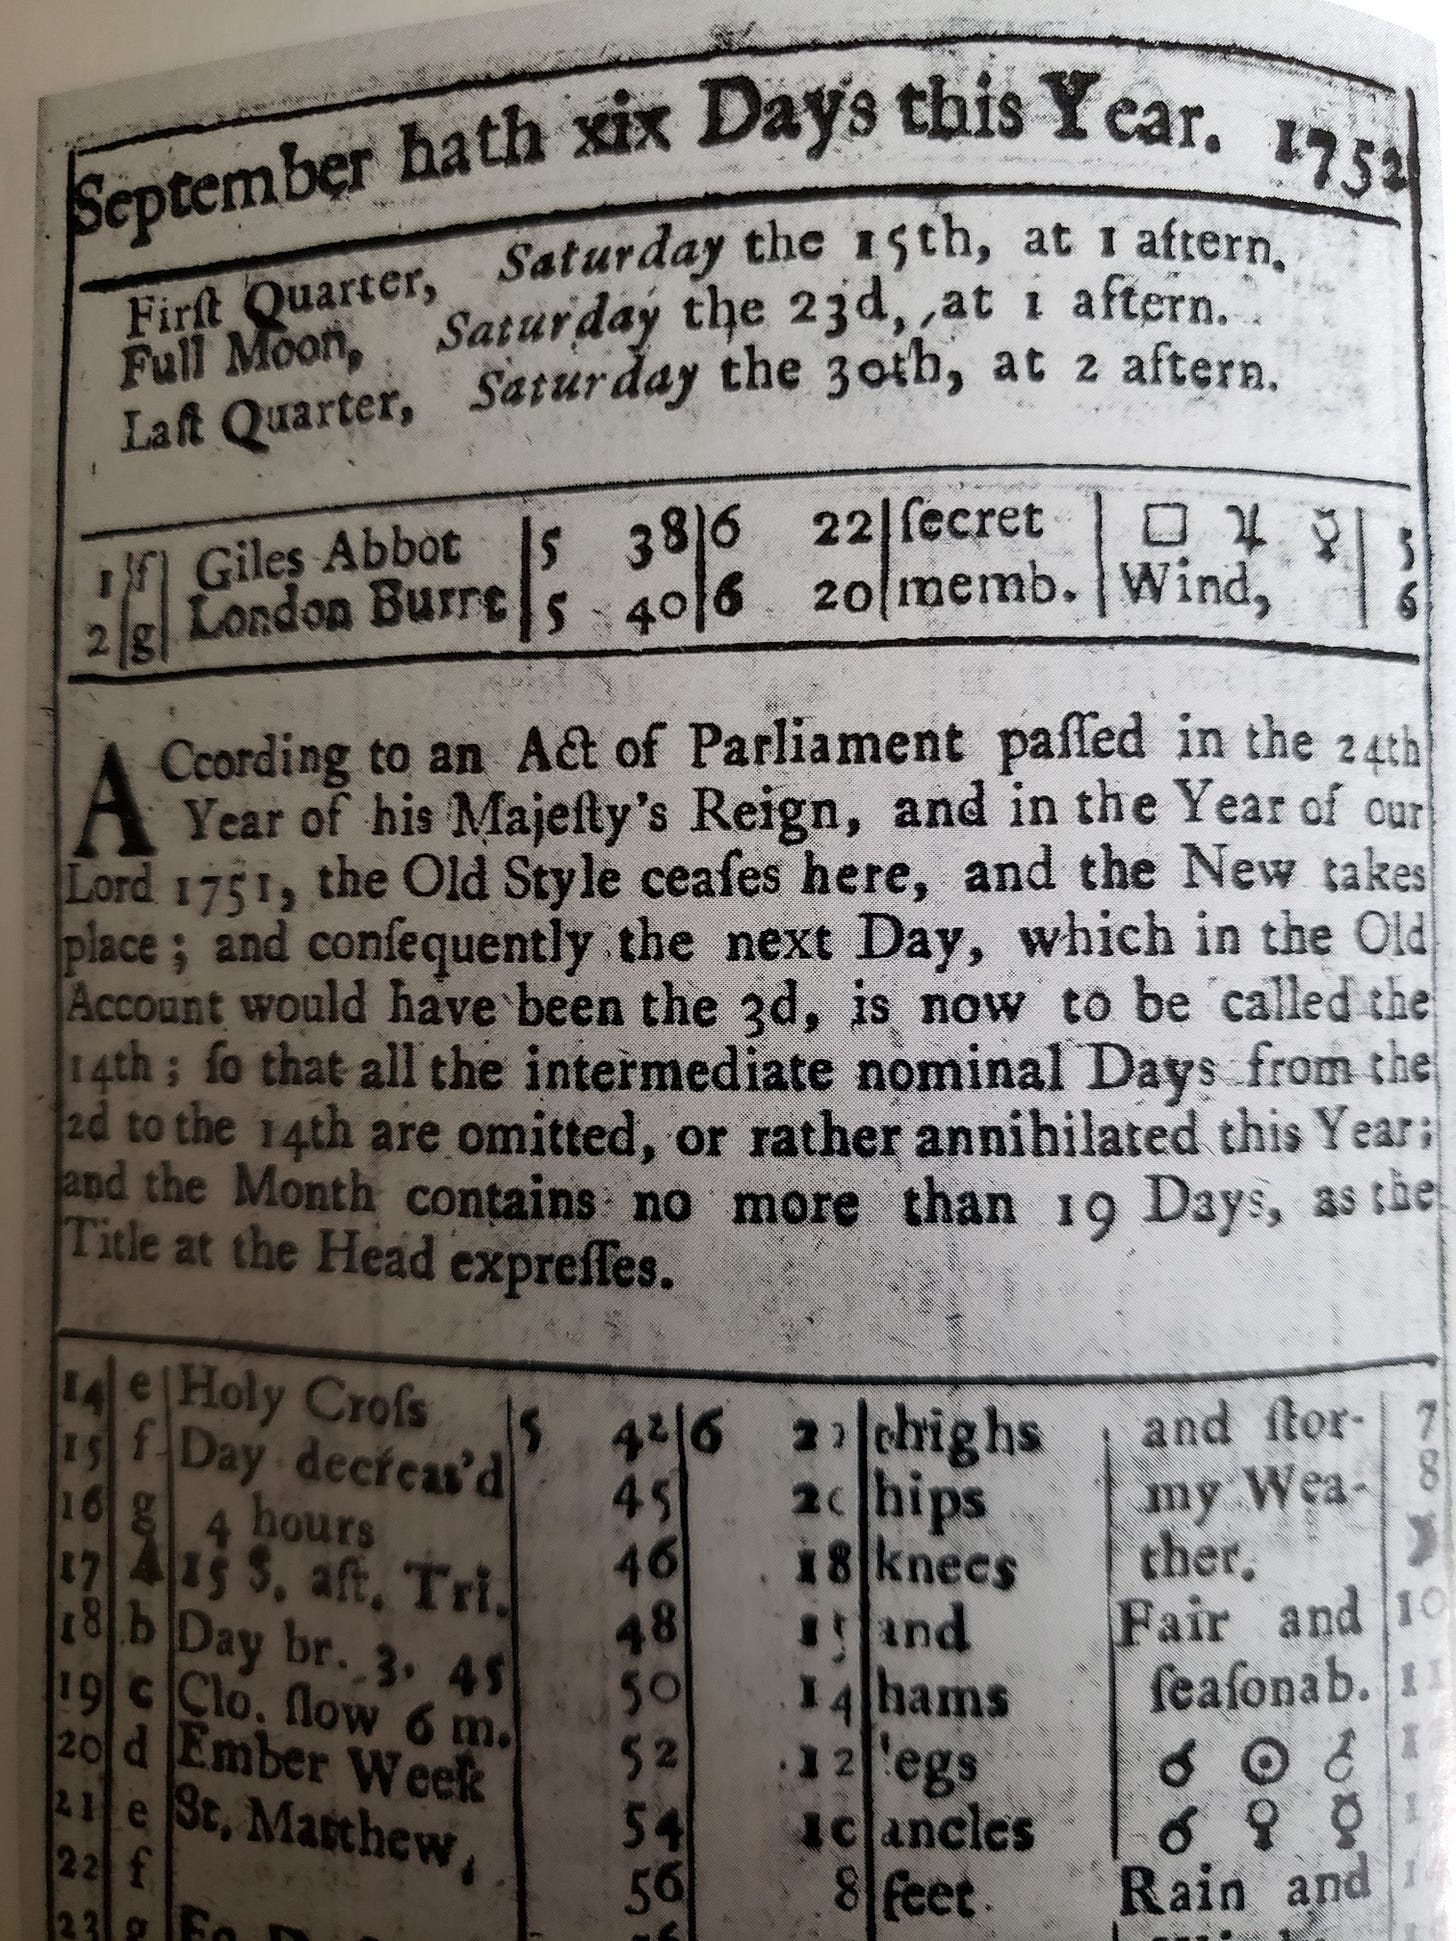 September hath xix Days this Year. 1752
Firſt Quarter, Saturday the 15th, at 1 aftern.
Full Moon, Saturday the 23d, at 1 aftern.
Laſt Quarter, Saturday the 30th, at 2 aftern.
1 f Giles Abbot 5 38 6 22 ſecret □ ♃ ☿ 5
2 g London Burnt 5 40 6 20 memb. Wind, 6
ACcording to an Act of Parliament paſſed in the 24th
Year of his Majeſty's Reign, and in the Year of our
Lord 1751, the Old Style ceaſes here, and the New takes
place; and conſequently the next Day, which in the Old
Account would have been the 3d, is now to be called the
14th; ſo that all the intermediate nominal Days from the
2d to the 14th are omitted, or rather annihilated this Year;
and the Month contains no more than 19 Days, as the
Title at the Head expreſſes.
14 e Holy Croſs 5 42 6 thighs and ſtor- 7
15 f Day decreas'd 45 20 hips my Wea- 8
16 g 4 hours 46 18 knees ther.
17 A 15 S. aft. Tri. 48 15 and Fair and 10
18 b Day br. 3. 45 50 14 hams ſeaſonab. 11
19 c Clo. ſlow 6 m. 52 12 legs ☌ ☉ ♂
20 d Ember Week 54 10 ancles ☌ ♀ ☿
21 e St. Matthew, 56 8 feet Rain and
22 f
23 g